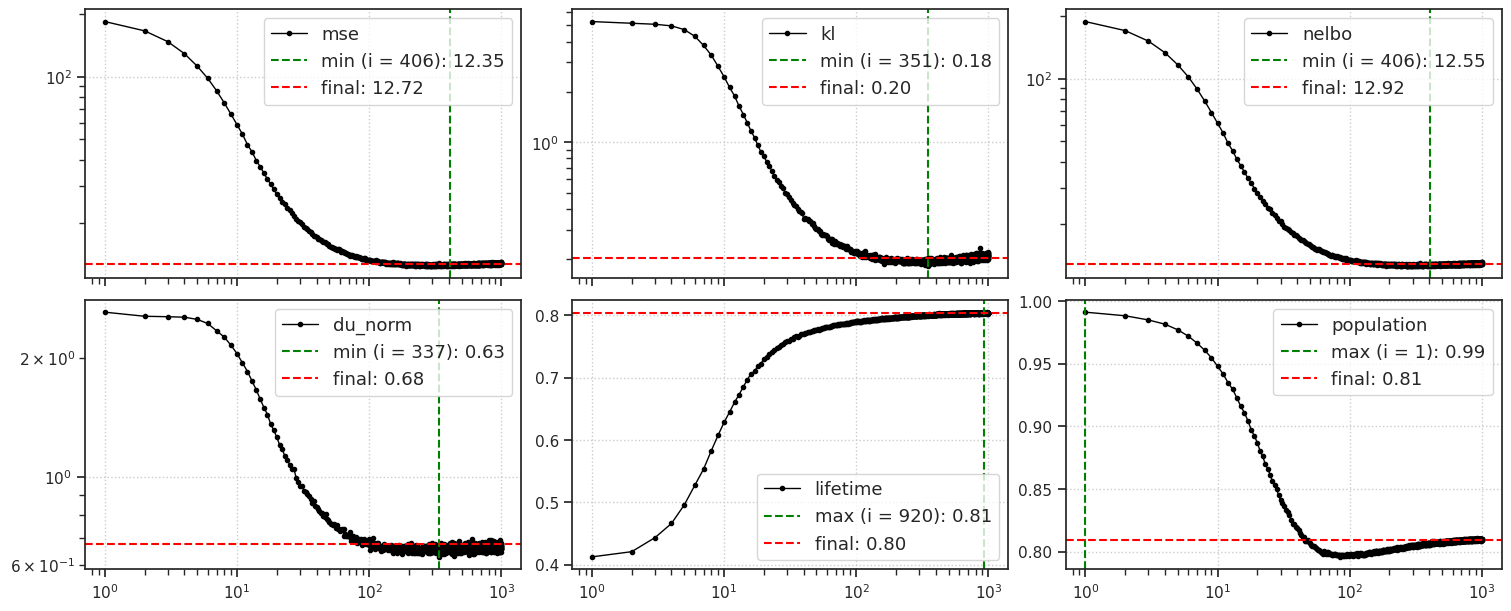 mse
min (i = 406): 12.35
final: 12.72
10²
kl
min (i = 351): 0.18
final: 0.20
10⁰
nelbo
min (i = 406): 12.55
final: 12.92
10²
du_norm
min (i = 337): 0.63
final: 0.68
2 × 10⁰
10⁰
6 × 10⁻¹
10⁰
10¹
10²
10³
0.8
0.7
0.6
0.5
0.4
lifetime
max (i = 920): 0.81
final: 0.80
10⁰
10¹
10²
10³
1.00
0.95
0.90
0.85
0.80
population
max (i = 1): 0.99
final: 0.81
10⁰
10¹
10²
10³